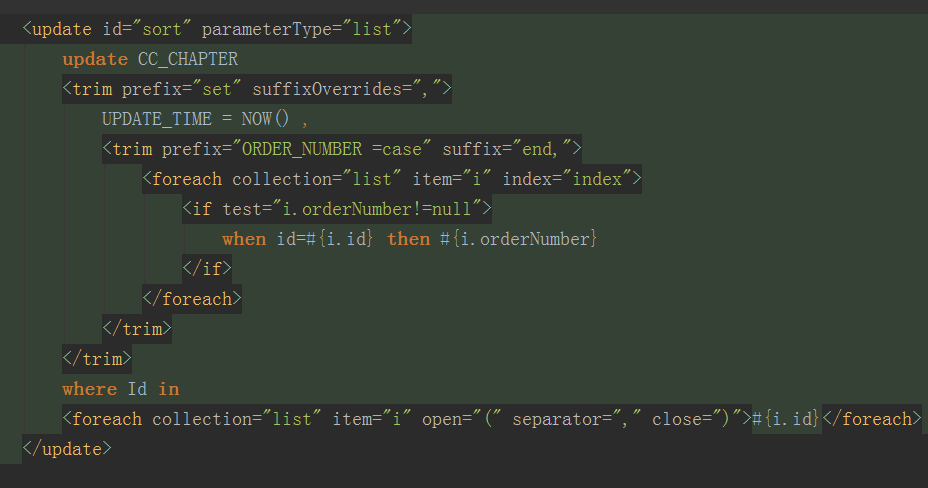 <update id="sort" parameterType="list">
update CC_CHAPTER
<trim prefix="set" suffixOverrides=",">
UPDATE_TIME = NOW() ,
<trim prefix="ORDER_NUMBER =case" suffix="end,">
<foreach collection="list" item="i" index="index">
<if test="i.orderNumber!=null">
when id=#{i.id} then #{i.orderNumber}
</if>
</foreach>
</trim>
</trim>
where Id in
<foreach collection="list" item="i" open="(" separator="," close=")">#{i.id}</foreach>
</update>